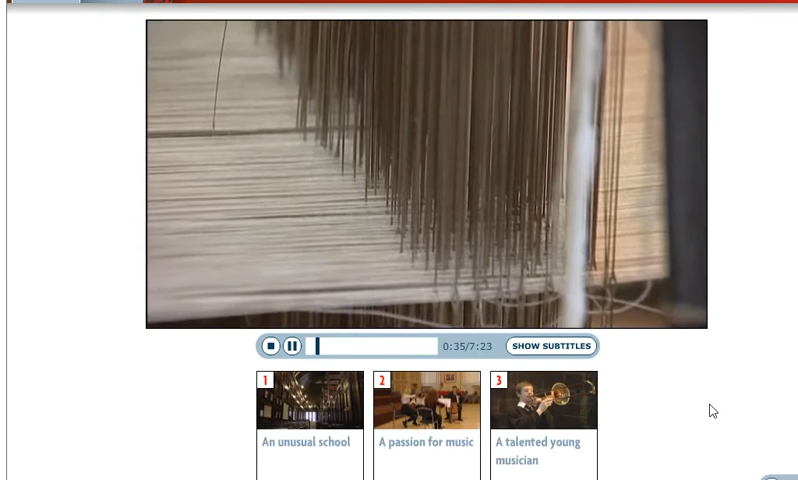 0:35/7:23
SHOW SUBTITLES
1
2
3
An unusual school
A passion for music
A talented young
musician